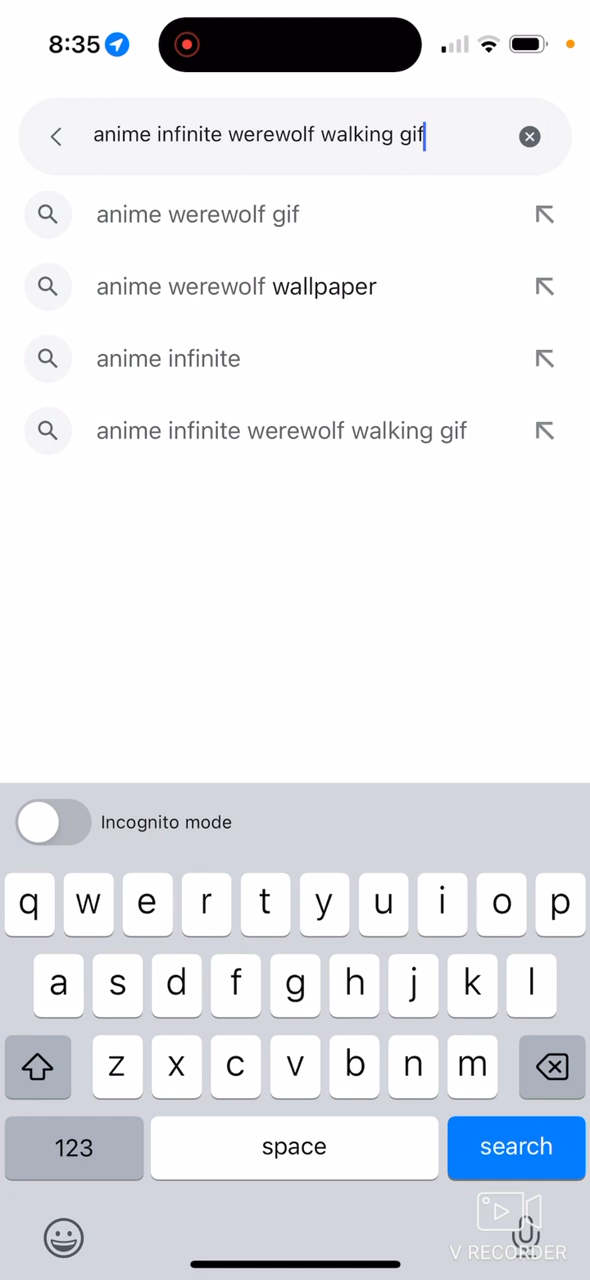 8:35
anime infinite werewolf walking gif
anime werewolf gif
anime werewolf wallpaper
anime infinite
anime infinite werewolf walking gif
Incognito mode
q w e r t y u i o p
a s d f g h j k l
z x c v b n m
123 space search
V RECORDER